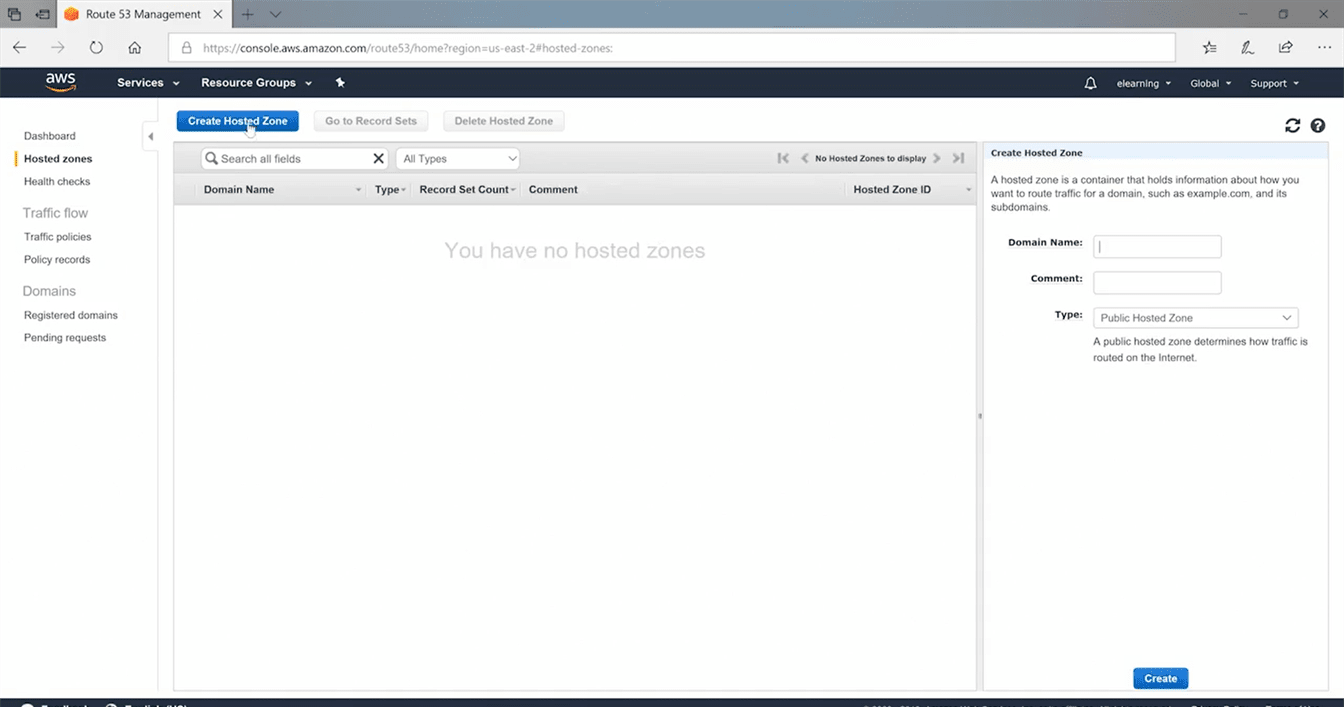 Route 53 Management
https://console.aws.amazon.com/route53/home?region=us-east-2#hosted-zones:
aws
Services
Resource Groups
elearning
Global
Support
Create Hosted Zone
Go to Record Sets
Delete Hosted Zone
Dashboard
Hosted zones
Health checks
Traffic flow
Traffic policies
Policy records
Domains
Registered domains
Pending requests
Search all fields
All Types
No Hosted Zones to display
Domain Name
Type
Record Set Count
Comment
Hosted Zone ID
You have no hosted zones
Create Hosted Zone
A hosted zone is a container that holds information about how you
want to route traffic for a domain, such as example.com, and its
subdomains.
Domain Name:
Comment:
Type:
Public Hosted Zone
A public hosted zone determines how traffic is
routed on the Internet.
Create